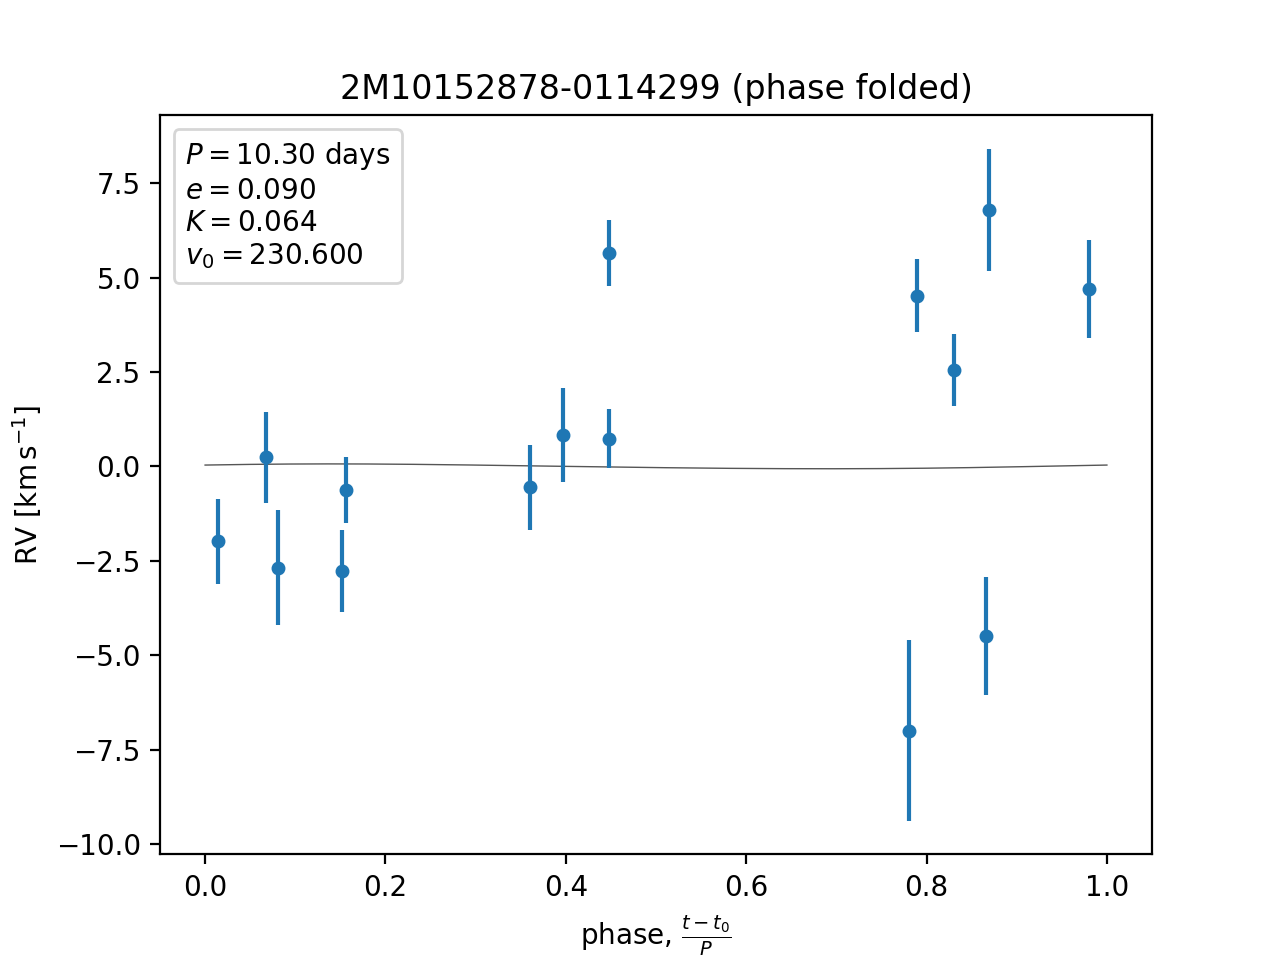 2M10152878-0114299 (phase folded)
P = 10.30 days
e = 0.090
K = 0.064
v₀ = 230.600
RV [km s⁻¹]
7.5
5.0
2.5
0.0
−2.5
−5.0
−7.5
−10.0
0.0 0.2 0.4 0.6 0.8 1.0
phase, (t − t₀)/P